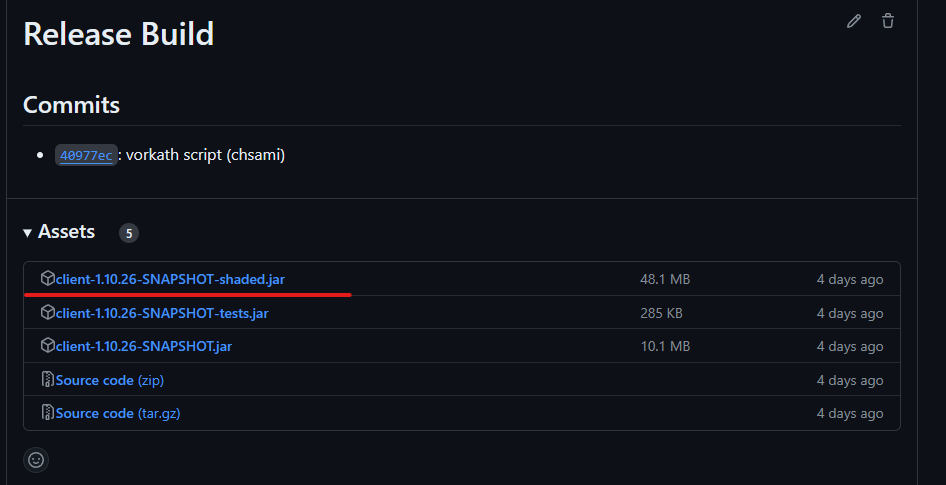 Release Build
Commits
40977ec: vorkath script (chsami)
Assets 5
client-1.10.26-SNAPSHOT-shaded.jar 48.1 MB 4 days ago
client-1.10.26-SNAPSHOT-tests.jar 285 KB 4 days ago
client-1.10.26-SNAPSHOT.jar 10.1 MB 4 days ago
Source code (zip) 4 days ago
Source code (tar.gz) 4 days ago